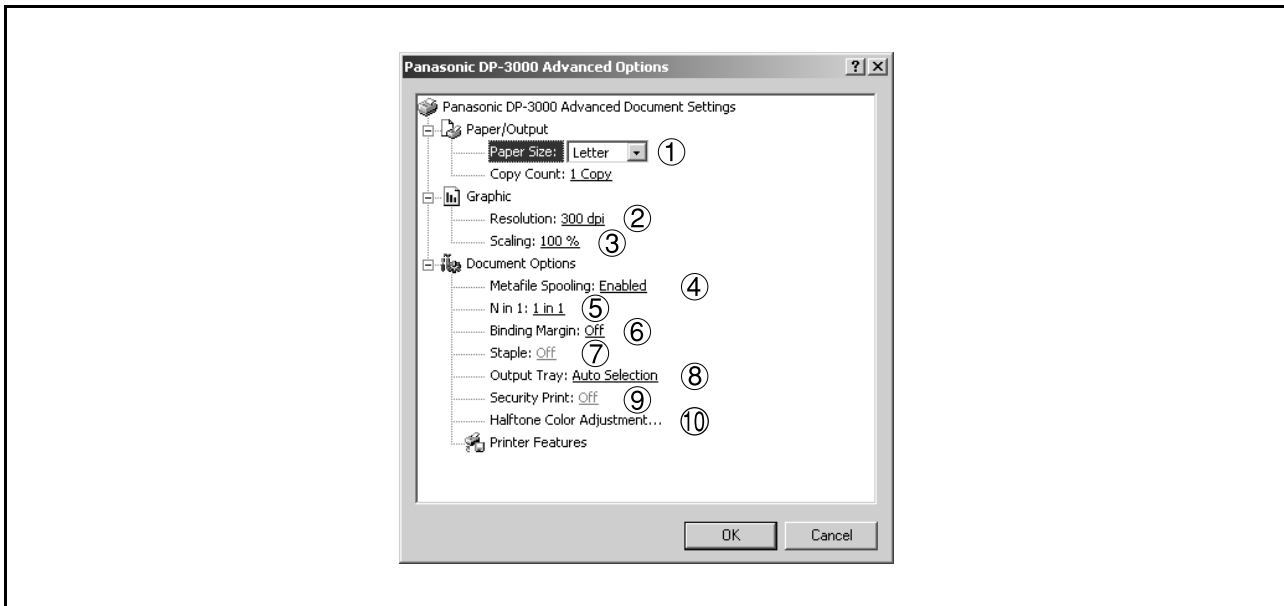 Panasonic DP-3000 Advanced Options
Panasonic DP-3000 Advanced Document Settings
Paper/Output
Paper Size: Letter ①
Copy Count: 1 Copy
Graphic
Resolution: 300 dpi ②
Scaling: 100 % ③
Document Options
Metafile Spooling: Enabled ④
N in 1: 1 in 1 ⑤
Binding Margin: Off ⑥
Staple: Off ⑦
Output Tray: Auto Selection ⑧
Security Print: Off ⑨
Halftone Color Adjustment... ⑩
Printer Features
OK Cancel